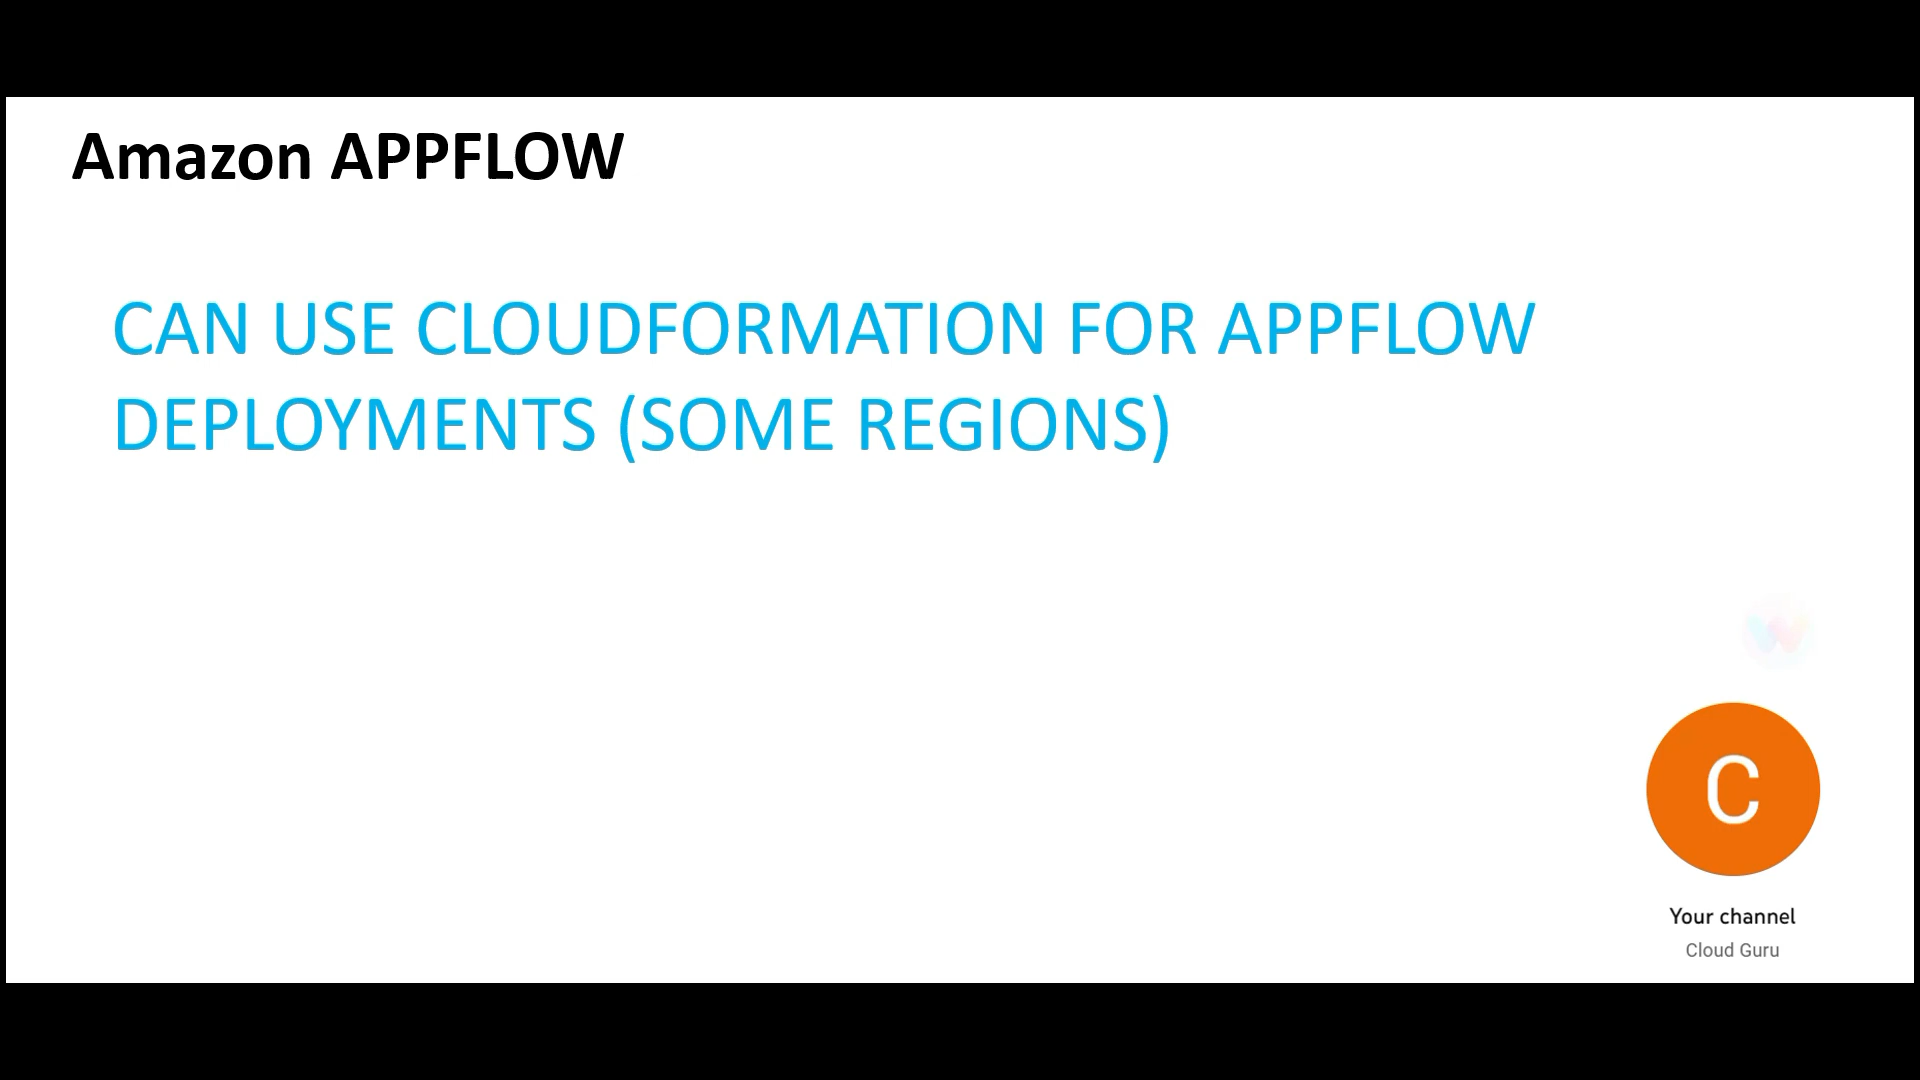 Amazon APPFLOW
CAN USE CLOUDFORMATION FOR APPFLOW
DEPLOYMENTS (SOME REGIONS)
C
Your channel
Cloud Guru